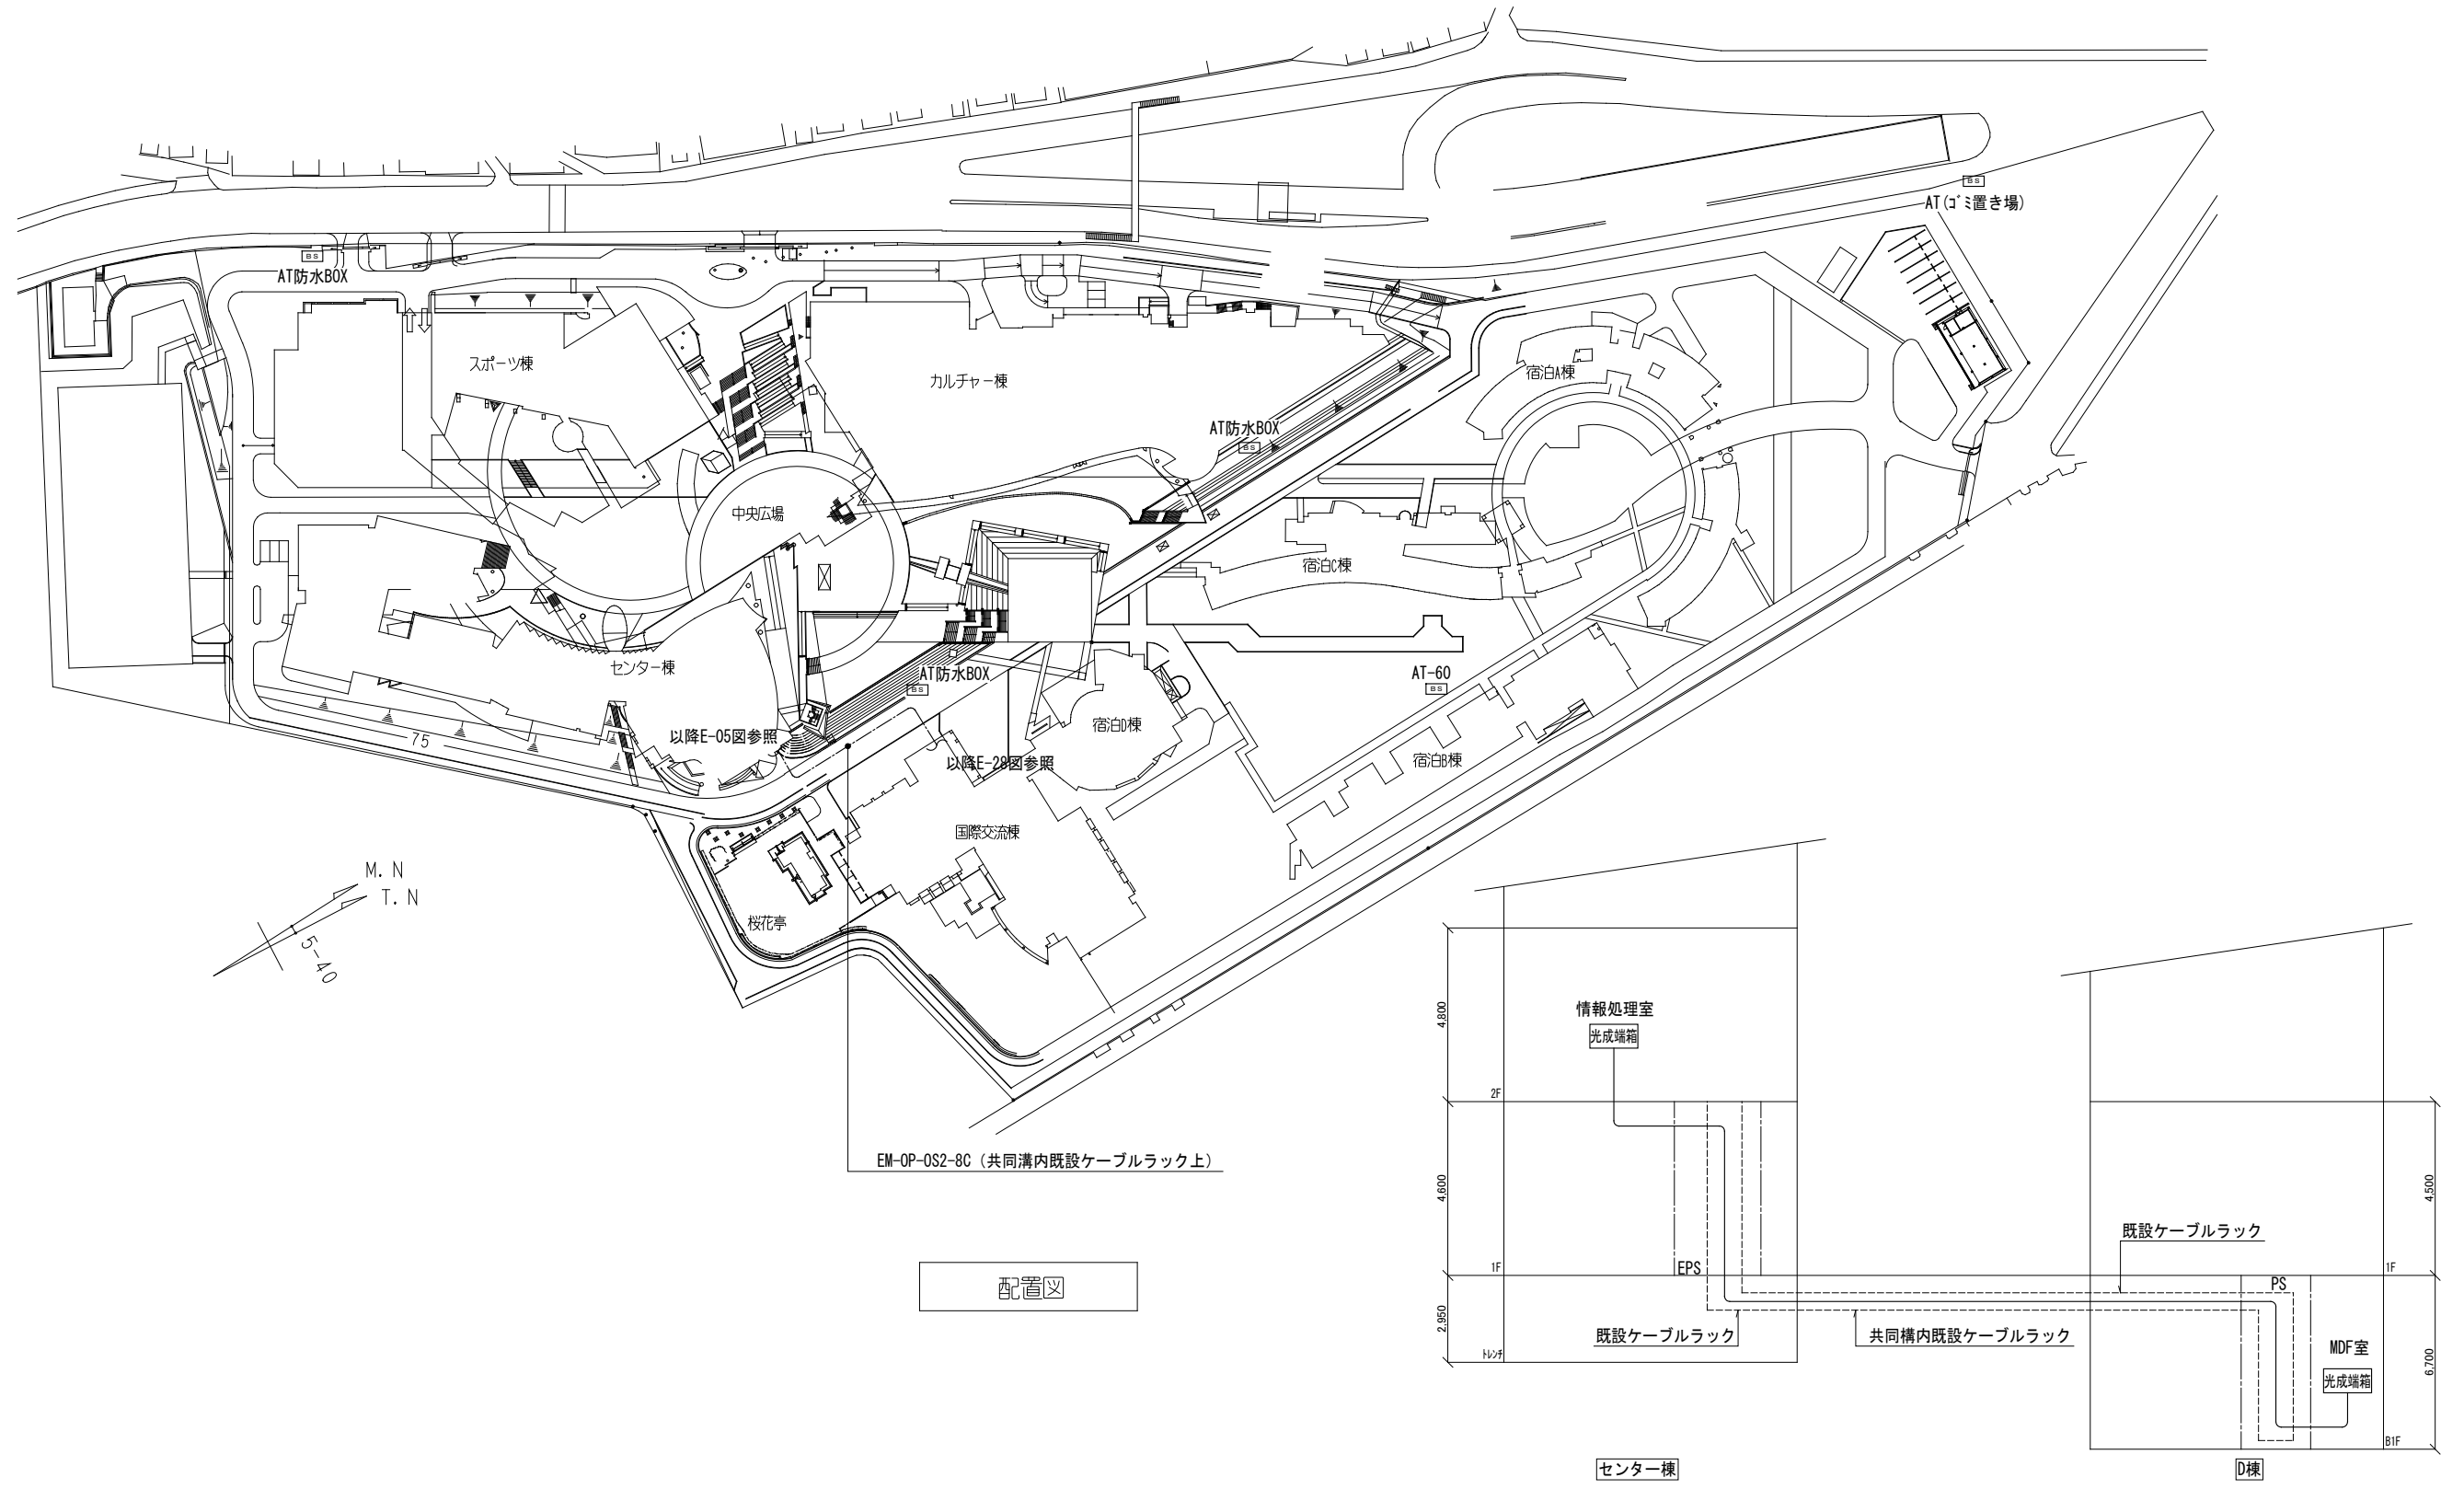 BS
AT(ｺﾞﾐ置き場)
BS
AT防水BOX
スポーツ棟
カルチャー棟
宿泊A棟
AT防水BOX
BS
中央広場
宿泊C棟
センター棟
AT防水BOX
BS
AT-60
BS
宿泊D棟
75
以降E-05図参照
以降E-28図参照
宿泊B棟
国際交流棟
桜花亭
M.N
T.N
5-40
EM-OP-OS2-8C（共同溝内既設ケーブルラック上）
配置図
4,800
情報処理室
光成端箱
2F
4,600
4,500
既設ケーブルラック
1F
EPS
PS
1F
2,950
既設ケーブルラック
共同構内既設ケーブルラック
MDF室
ﾄﾚﾝﾁ
光成端箱
6,700
B1F
センター棟
D棟